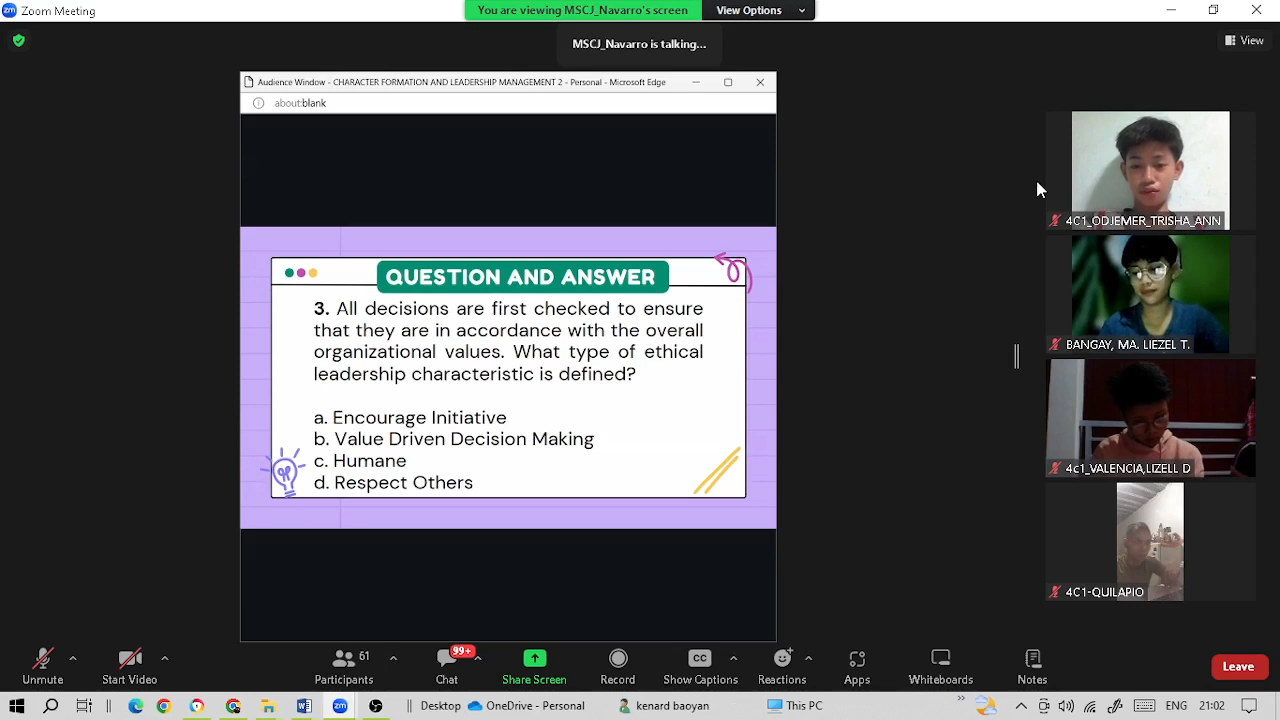 Zoom Meeting
You are viewing MSCJ_Navarro's screen
View Options
MSCJ_Navarro is talking...
View
Audience Window - CHARACTER FORMATION AND LEADERSHIP MANAGEMENT 2 - Personal - Microsoft Edge
about:blank
QUESTION AND ANSWER
3. All decisions are first checked to ensure
that they are in accordance with the overall
organizational values. What type of ethical
leadership characteristic is defined?
a. Encourage Initiative
b. Value Driven Decision Making
c. Humane
d. Respect Others
4C1_ODJEMER_TRISHA_ANN
BANGAY, MA. LIEZEL T.
4C1_VALENCIA,LIZELL D
4C1-QUILAPIO
Unmute
Start Video
61
Participants
99+
Chat
Share Screen
Record
CC
Show Captions
Reactions
Apps
Whiteboards
Notes
Leave
zm
Desktop
OneDrive - Personal
kenard baoyan
This PC
ENG
21:02